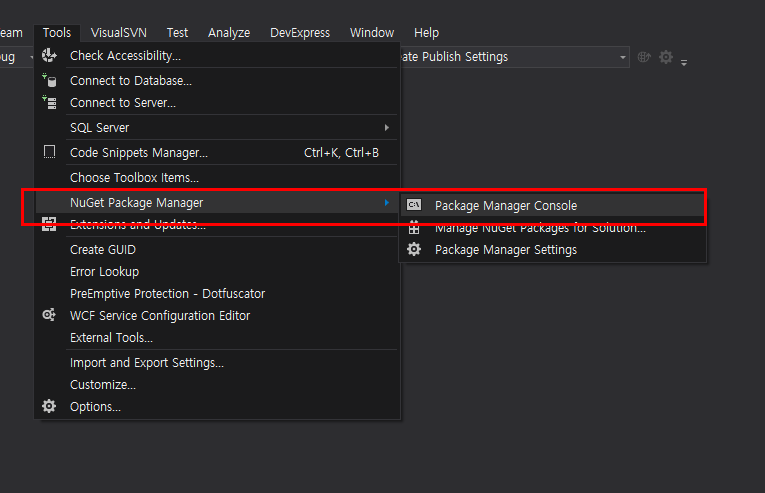 eam Tools VisualSVN Test Analyze DevExpress Window Help
ug
ate Publish Settings
Check Accessibility...
Connect to Database...
Connect to Server...
SQL Server
Code Snippets Manager... Ctrl+K, Ctrl+B
Choose Toolbox Items...
NuGet Package Manager
Extensions and Updates...
Create GUID
Error Lookup
PreEmptive Protection - Dotfuscator
WCF Service Configuration Editor
External Tools...
Import and Export Settings...
Customize...
Options...
C:\ Package Manager Console
Manage NuGet Packages for Solution...
Package Manager Settings